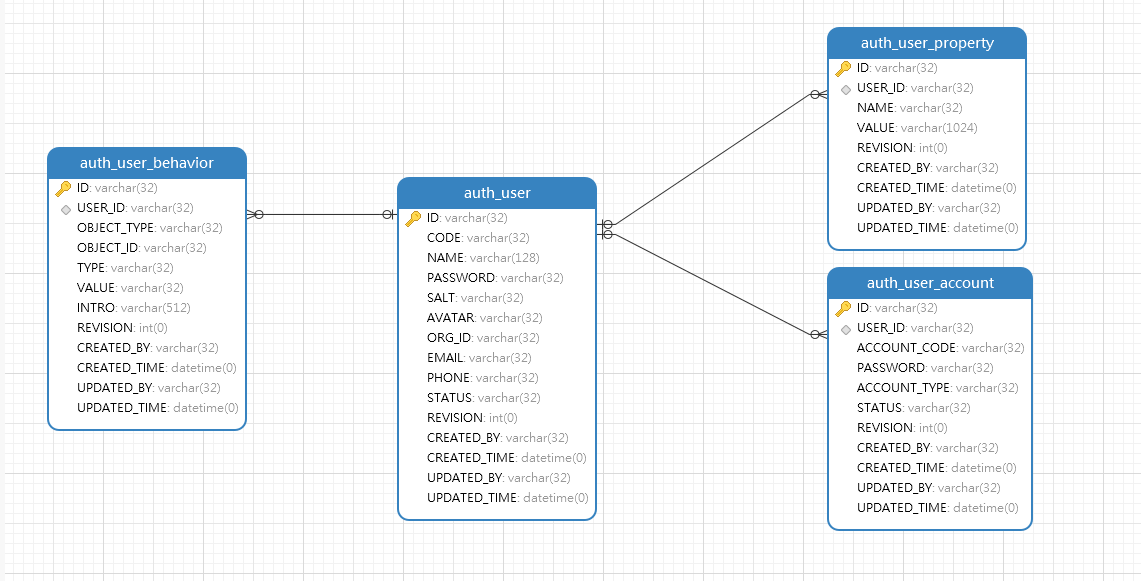 auth_user_behavior
ID: varchar(32)
USER_ID: varchar(32)
OBJECT_TYPE: varchar(32)
OBJECT_ID: varchar(32)
TYPE: varchar(32)
VALUE: varchar(32)
INTRO: varchar(512)
REVISION: int(0)
CREATED_BY: varchar(32)
CREATED_TIME: datetime(0)
UPDATED_BY: varchar(32)
UPDATED_TIME: datetime(0)
auth_user
ID: varchar(32)
CODE: varchar(32)
NAME: varchar(128)
PASSWORD: varchar(32)
SALT: varchar(32)
AVATAR: varchar(32)
ORG_ID: varchar(32)
EMAIL: varchar(32)
PHONE: varchar(32)
STATUS: varchar(32)
REVISION: int(0)
CREATED_BY: varchar(32)
CREATED_TIME: datetime(0)
UPDATED_BY: varchar(32)
UPDATED_TIME: datetime(0)
auth_user_property
ID: varchar(32)
USER_ID: varchar(32)
NAME: varchar(32)
VALUE: varchar(1024)
REVISION: int(0)
CREATED_BY: varchar(32)
CREATED_TIME: datetime(0)
UPDATED_BY: varchar(32)
UPDATED_TIME: datetime(0)
auth_user_account
ID: varchar(32)
USER_ID: varchar(32)
ACCOUNT_CODE: varchar(32)
PASSWORD: varchar(32)
ACCOUNT_TYPE: varchar(32)
STATUS: varchar(32)
REVISION: int(0)
CREATED_BY: varchar(32)
CREATED_TIME: datetime(0)
UPDATED_BY: varchar(32)
UPDATED_TIME: datetime(0)